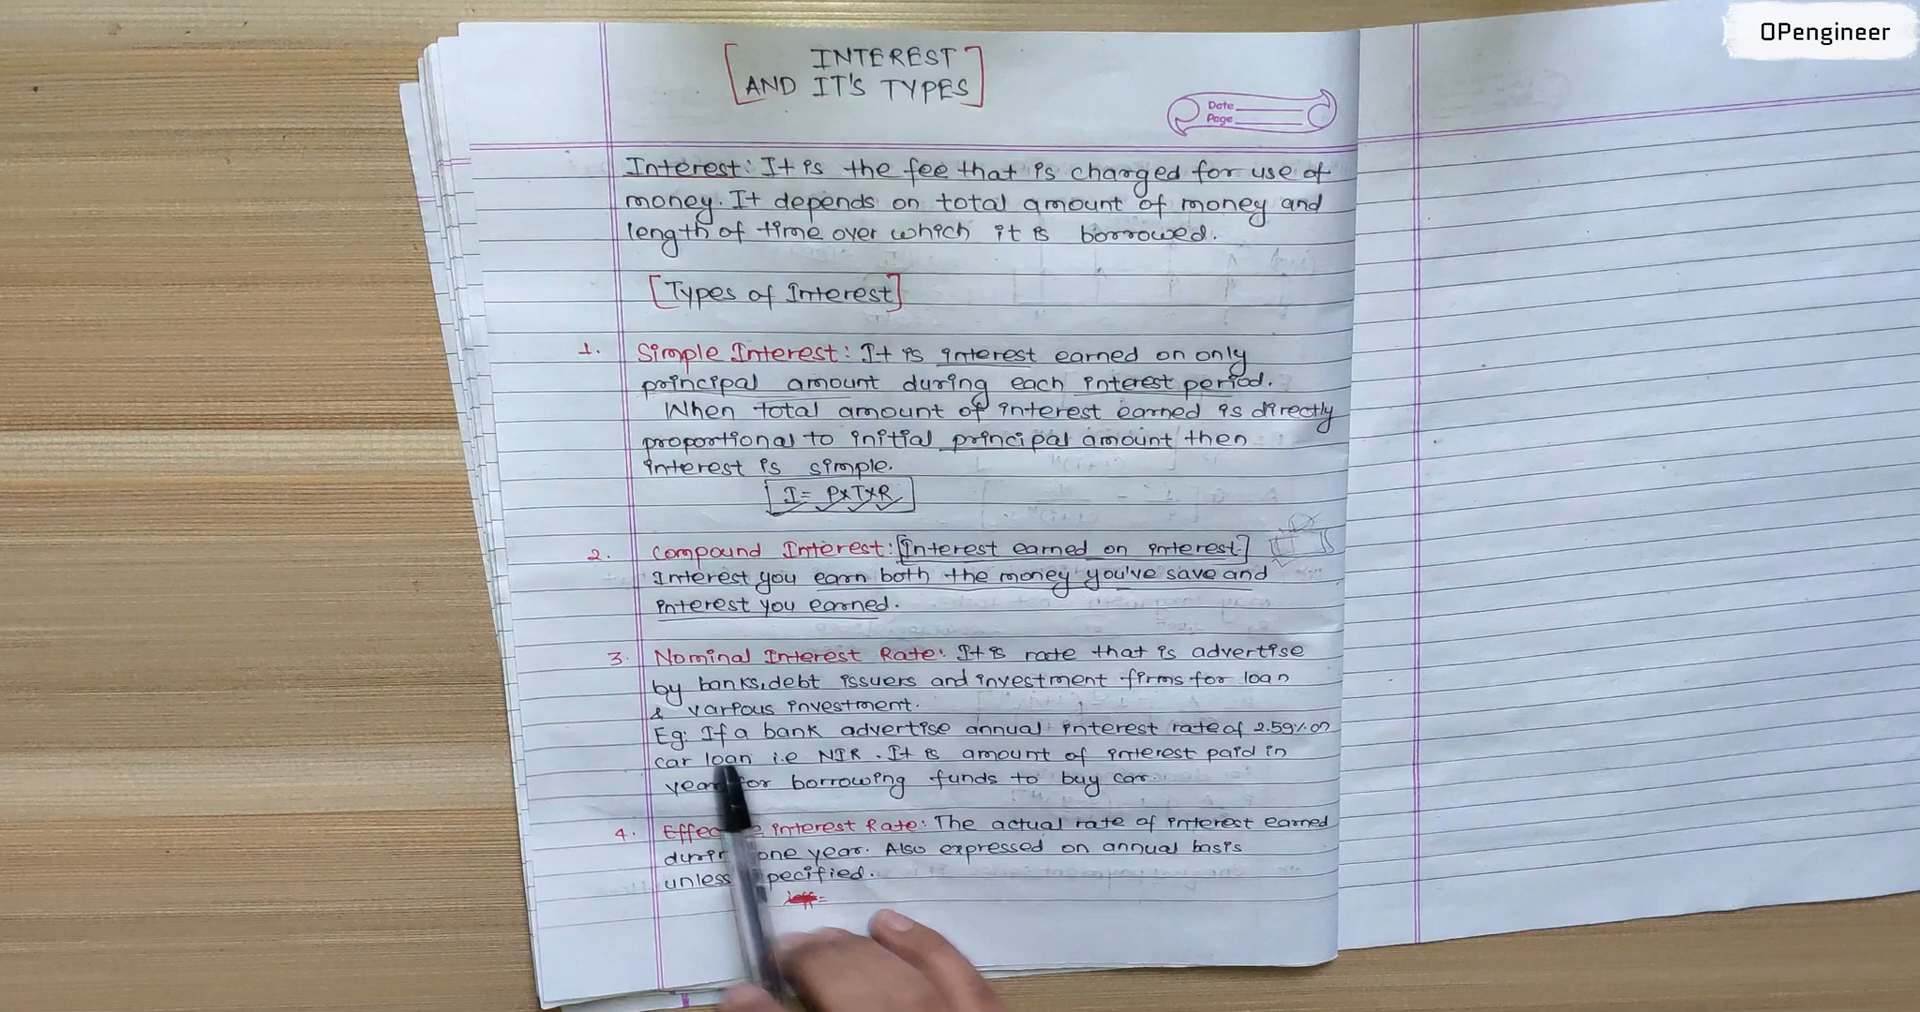 OPengineer
INTEREST
AND IT'S TYPES
Date
Page
Interest: It is the fee that is charged for use of
money. It depends on total amount of money and
length of time over which it is borrowed.
[Types of Interest]
1. Simple Interest: It is interest earned on only
principal amount during each interest period.
When total amount of interest earned is directly
proportional to initial principal amount then
interest is simple.
I = P×T×R
2. Compound Interest: [Interest earned on interest.]
Interest you earn both the money you've save and
interest you earned.
3. Nominal Interest Rate: It is rate that is advertise
by banks, debt issuers and investment firms for loan
& various investment.
Eg: If a bank advertise annual interest rate of 2.59% on
car loan i.e NIR. It is amount of interest paid in
year for borrowing funds to buy car.
4. interest Rate: The actual rate of interest earned
one year. Also expressed on annual basis
unless